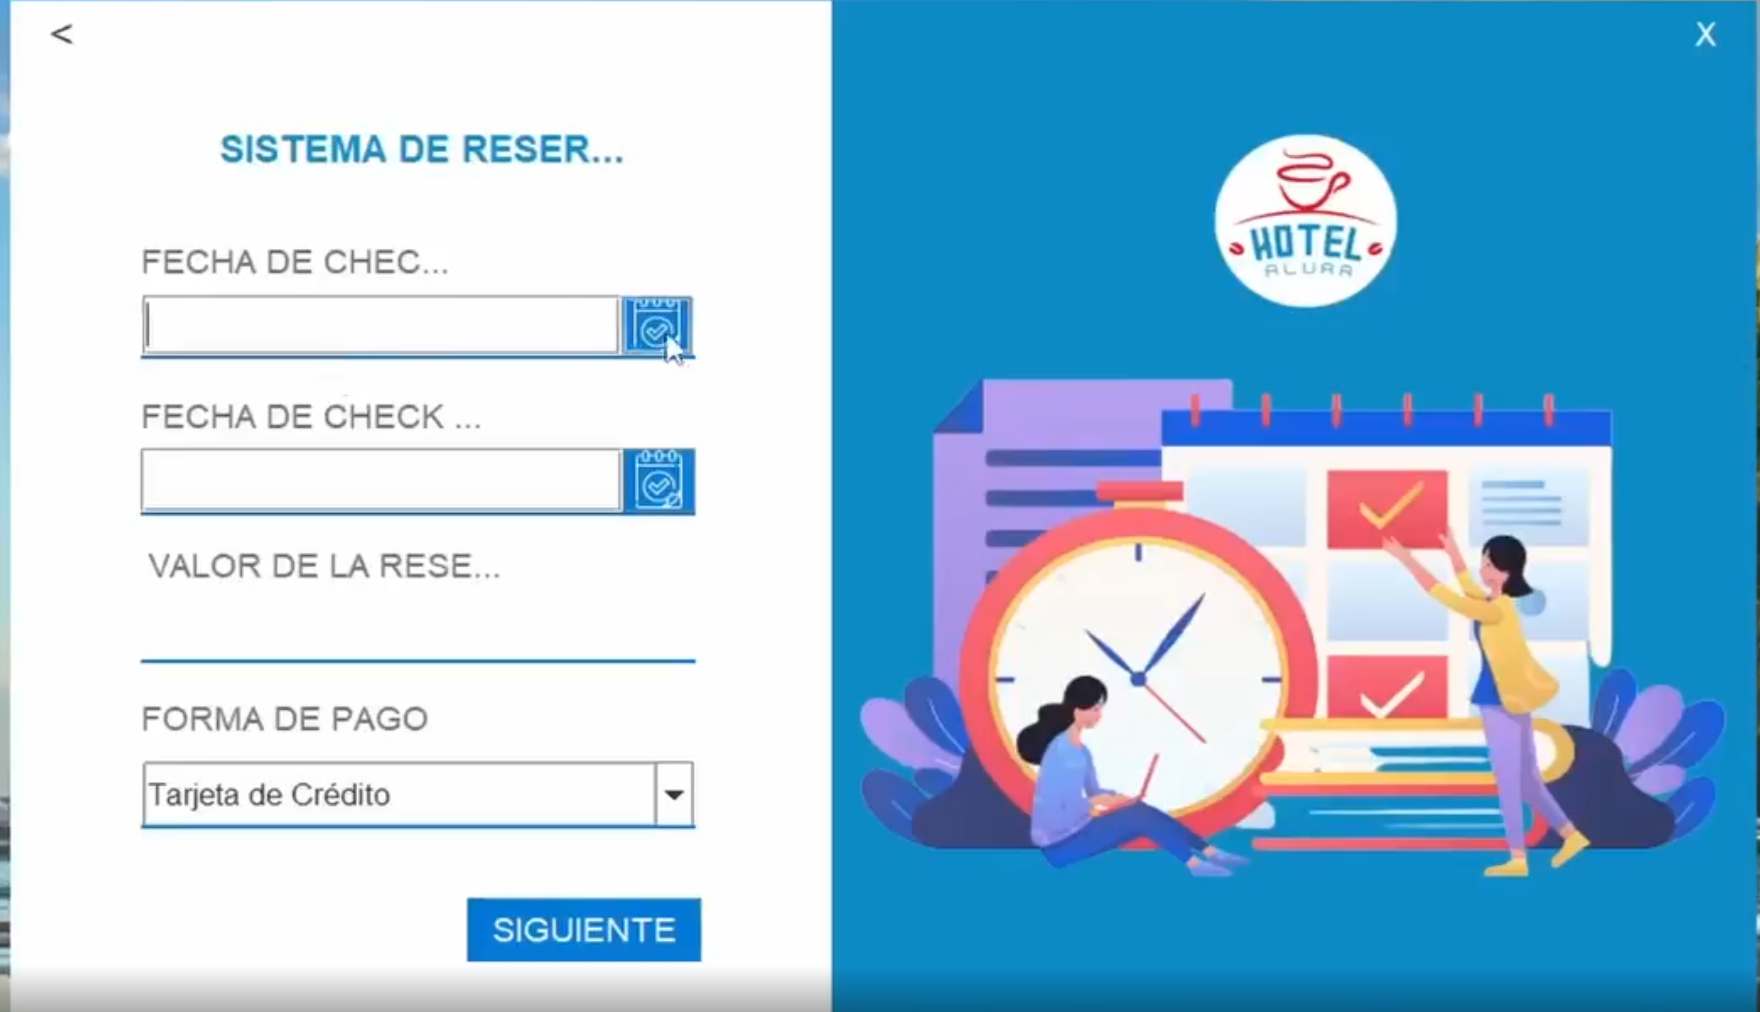 <
X
SISTEMA DE RESER...
FECHA DE CHEC...
FECHA DE CHECK ...
VALOR DE LA RESE...
FORMA DE PAGO
Tarjeta de Crédito
SIGUIENTE
HOTEL
ALURA